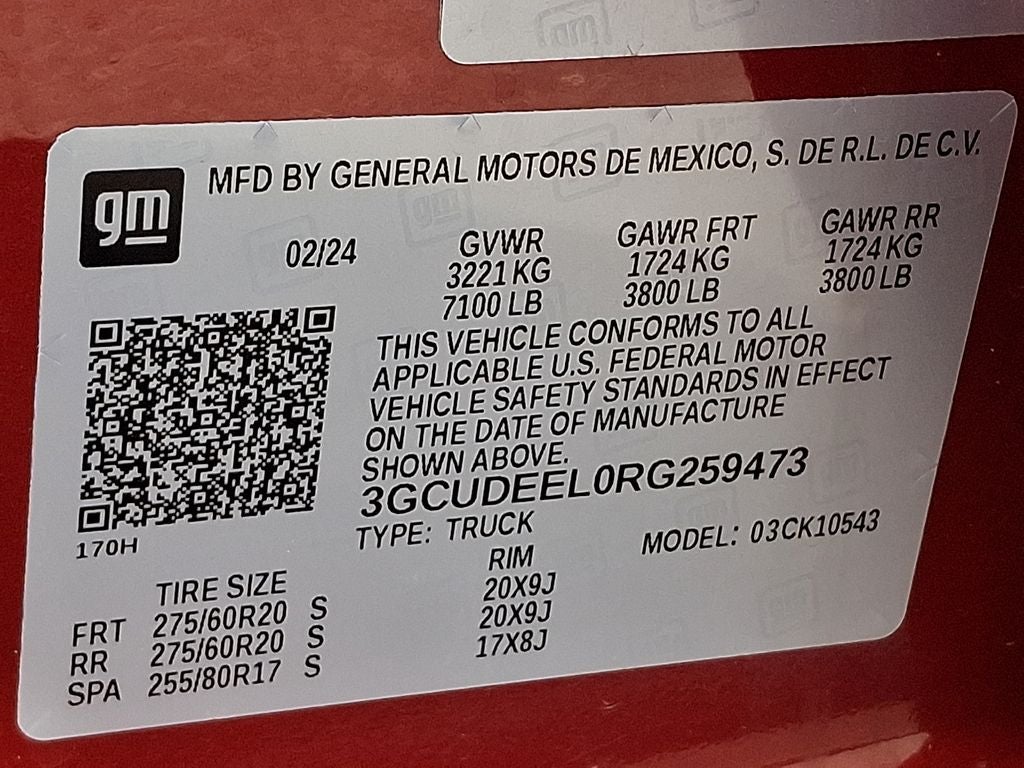 gm
MFD BY GENERAL MOTORS DE MEXICO, S. DE R.L. DE C.V.
02/24
GVWR GAWR FRT GAWR RR
3221 KG 1724 KG 1724 KG
7100 LB 3800 LB 3800 LB
THIS VEHICLE CONFORMS TO ALL
APPLICABLE U.S. FEDERAL MOTOR
VEHICLE SAFETY STANDARDS IN EFFECT
ON THE DATE OF MANUFACTURE
SHOWN ABOVE.
3GCUDEEL0RG259473
170H
TYPE: TRUCK MODEL: 03CK10543
TIRE SIZE RIM
FRT 275/60R20 S 20X9J
RR 275/60R20 S 20X9J
SPA 255/80R17 S 17X8J